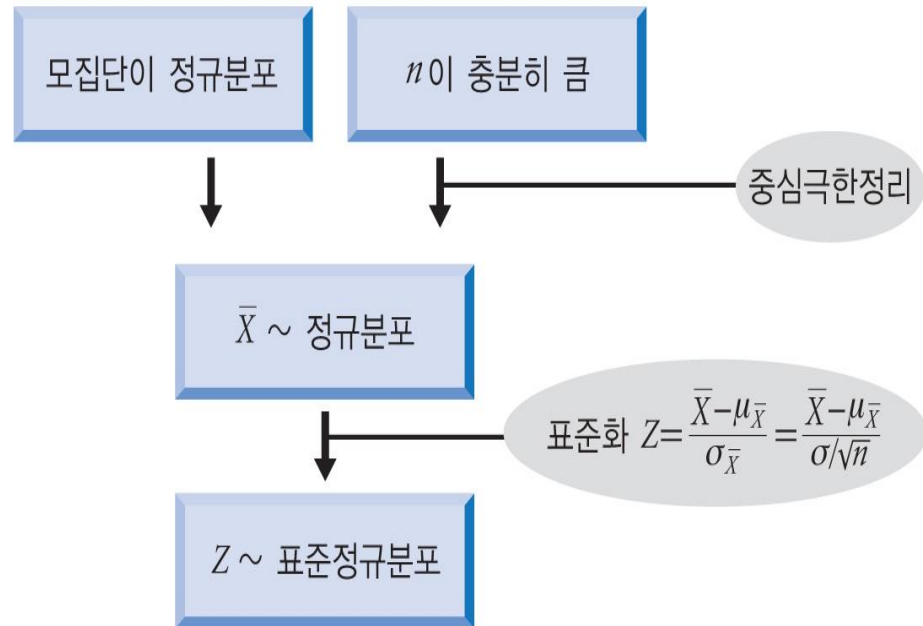 모집단이 정규분포
n이 충분히 큼
중심극한정리
X̄ ~ 정규분포
표준화 Z=(X̄−μ_X̄)/σ_X̄=(X̄−μ_X̄)/(σ/√n)
Z ~ 표준정규분포